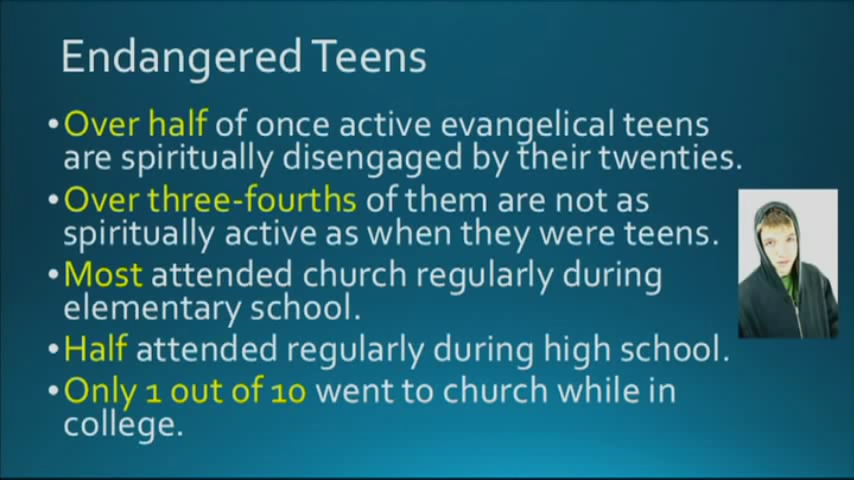 Endangered Teens
•Over half of once active evangelical teens
are spiritually disengaged by their twenties.
•Over three-fourths of them are not as
spiritually active as when they were teens.
•Most attended church regularly during
elementary school.
•Half attended regularly during high school.
•Only 1 out of 10 went to church while in
college.